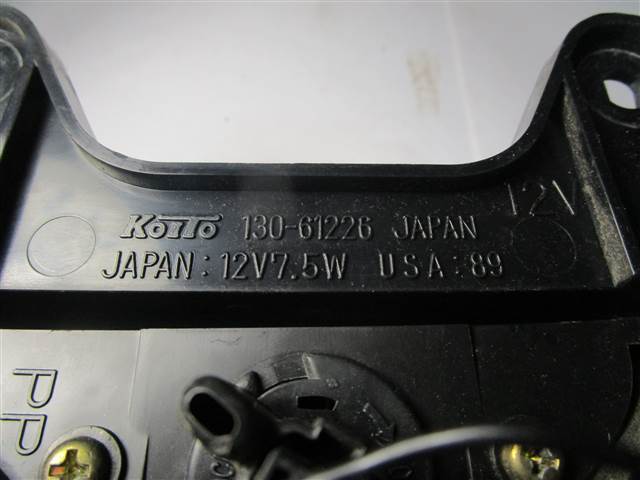 KOITO 130-61226 JAPAN 12V
JAPAN: 12V7.5W USA:89
PP